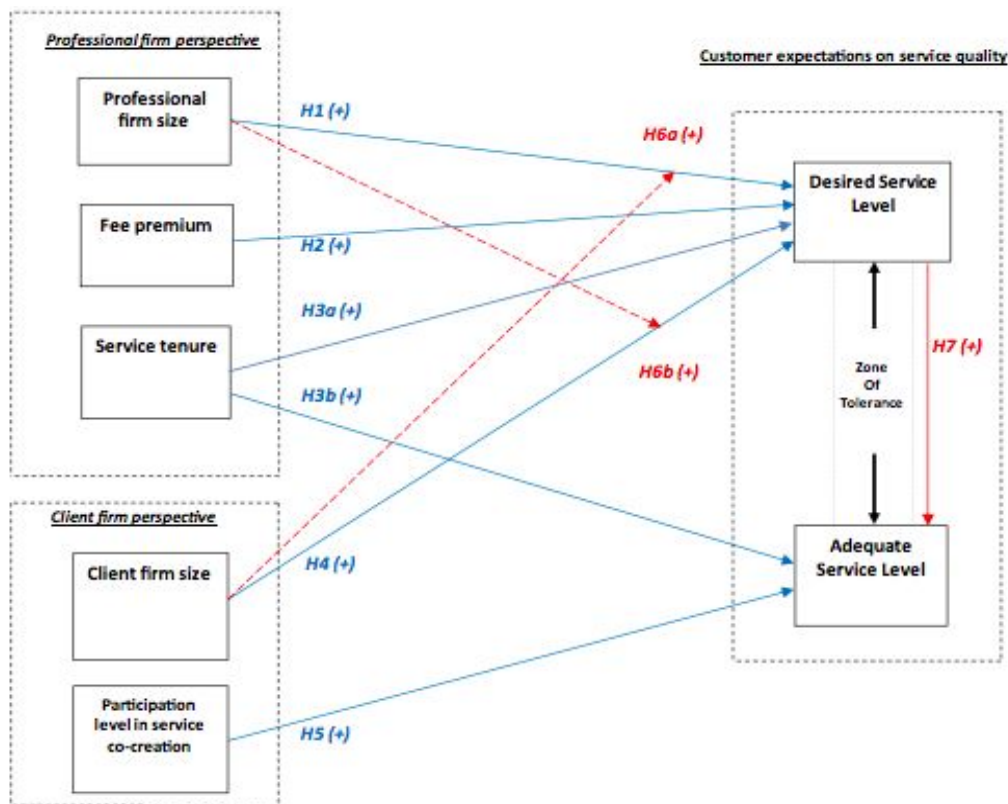 Professional firm perspective
Customer expectations on service quality
Professional
firm size
H1 (+)
H6a (+)
Desired Service
Level
Fee premium
H2 (+)
H3a (+)
Service tenure
H3b (+)
H6b (+)
Zone
Of
Tolerance
H7 (+)
Client firm perspective
Client firm size
H4 (+)
Adequate
Service Level
Participation
level in service
co-creation
H5 (+)